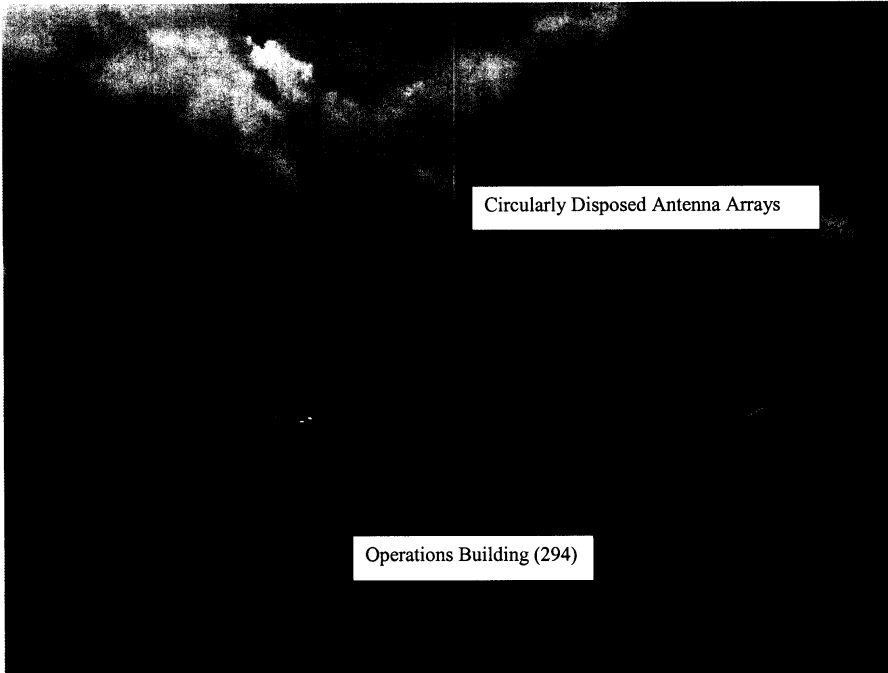 Circularly Disposed Antenna Arrays
Operations Building (294)